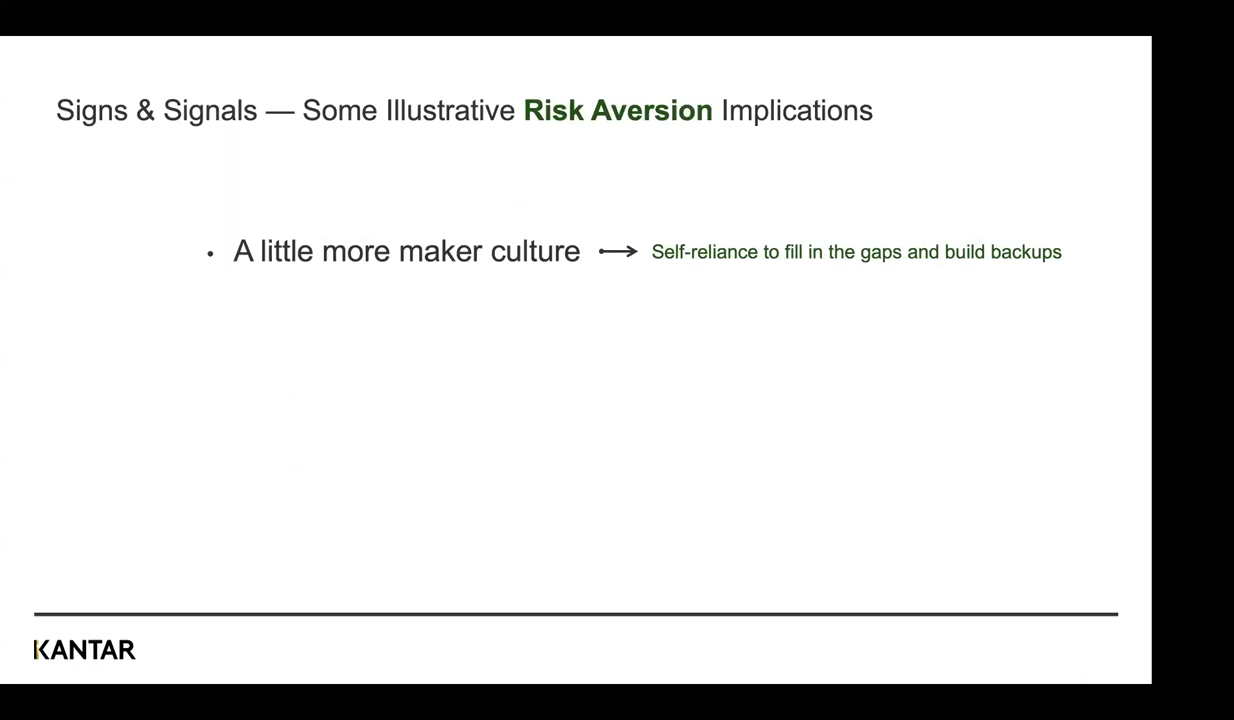 Signs & Signals — Some Illustrative Risk Aversion Implications
• A little more maker culture → Self-reliance to fill in the gaps and build backups
KANTAR